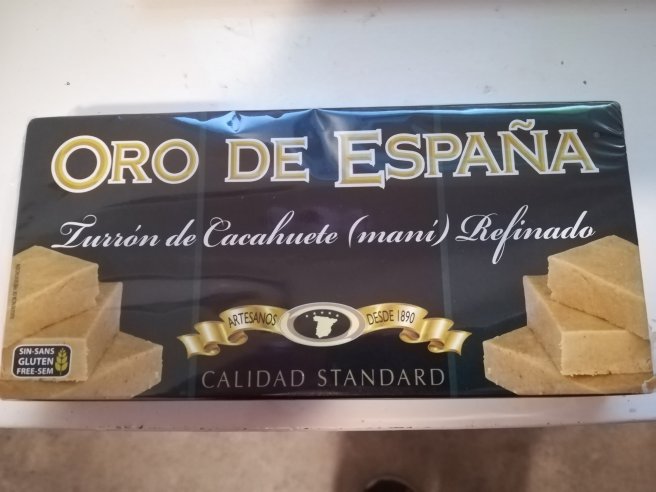 ORO DE ESPAÑA
Turrón de Cacahuete (maní) Refinado
ARTESANOS DESDE 1890
CALIDAD STANDARD
SIN-SANS
GLUTEN
FREE-SEM